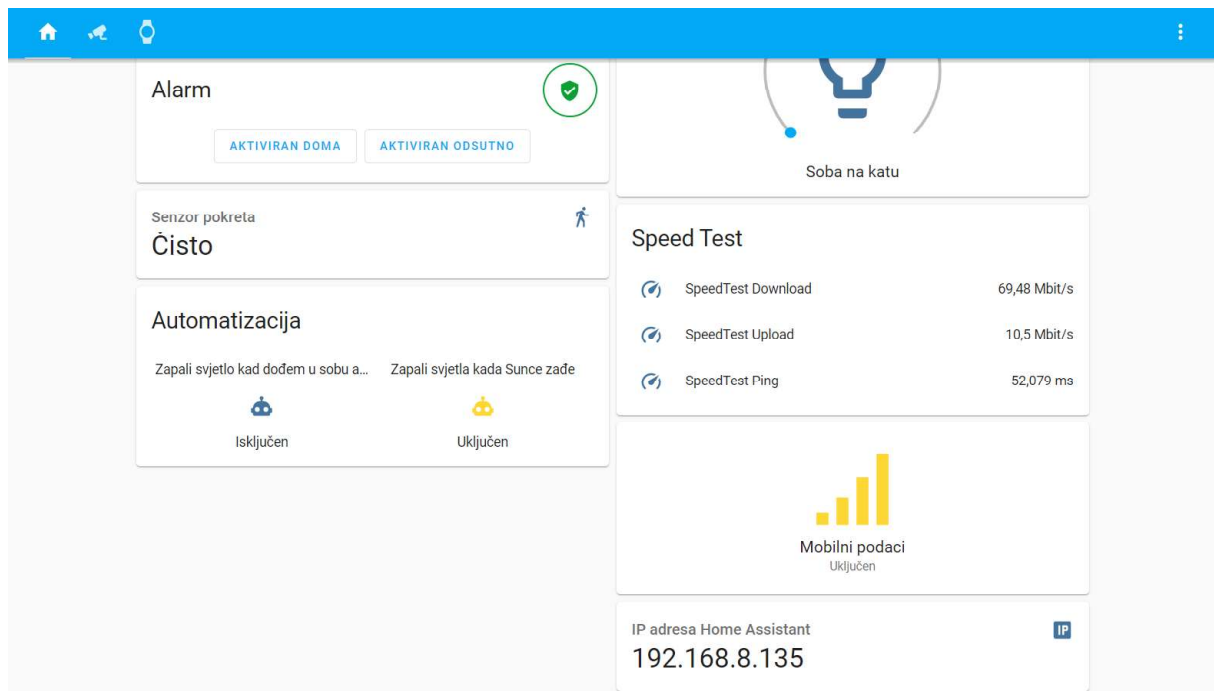 Alarm
AKTIVIRAN DOMA
AKTIVIRAN ODSUTNO
Senzor pokreta
Čisto
Automatizacija
Zapali svjetlo kad dođem u sobu a...
Zapali svjetla kada Sunce zađe
Isključen
Uključen
Soba na katu
Speed Test
SpeedTest Download
69,48 Mbit/s
SpeedTest Upload
10,5 Mbit/s
SpeedTest Ping
52,079 ms
Mobilni podaci
Uključen
IP adresa Home Assistant
IP
192.168.8.135